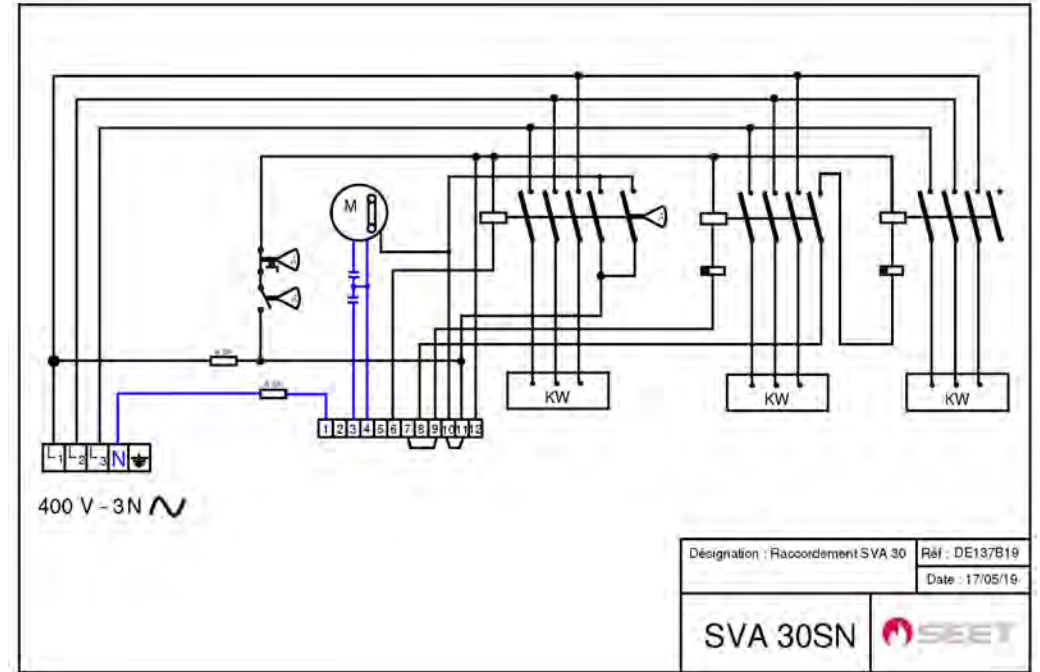 M
KW
KW
KW
1 2 3 4 5 6 7 8 9 10 11 12
L1 L2 L3 N
400 V - 3N
Désignation : Raccordement SVA 30
Réf : DE137B19
Date : 17/05/19
SVA 30SN
SEET